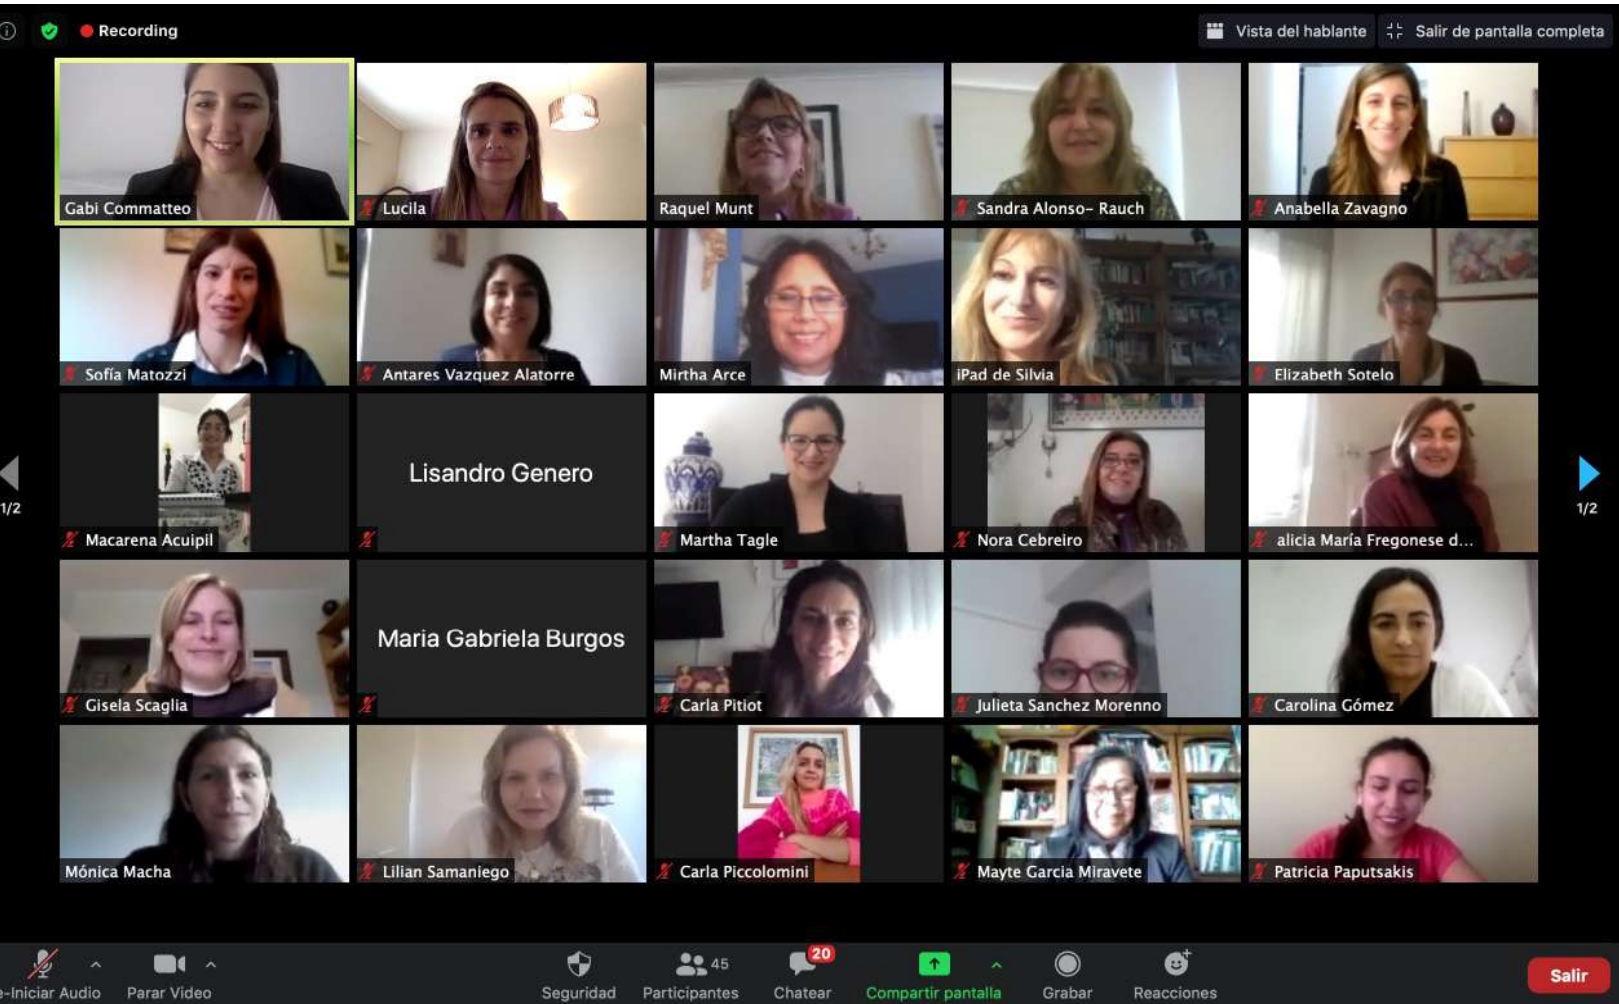 Recording
Vista del hablante
Salir de pantalla completa
Gabi Commatteo
Lucila
Raquel Munt
Sandra Alonso- Rauch
Anabella Zavagno
Sofía Matozzi
Antares Vazquez Alatorre
Mirtha Arce
iPad de Silvia
Elizabeth Sotelo
Macarena Acuipil
Lisandro Genero
Martha Tagle
Nora Cebreiro
alicia María Fregonese d...
1/2
1/2
Gisela Scaglia
Maria Gabriela Burgos
Carla Pitiot
Julieta Sanchez Morenno
Carolina Gómez
Mónica Macha
Lilian Samaniego
Carla Piccolomini
Mayte Garcia Miravete
Patricia Paputsakis
e-Iniciar Audio
Parar Video
Seguridad
45
Participantes
20
Chatear
Compartir pantalla
Grabar
Reacciones
Salir